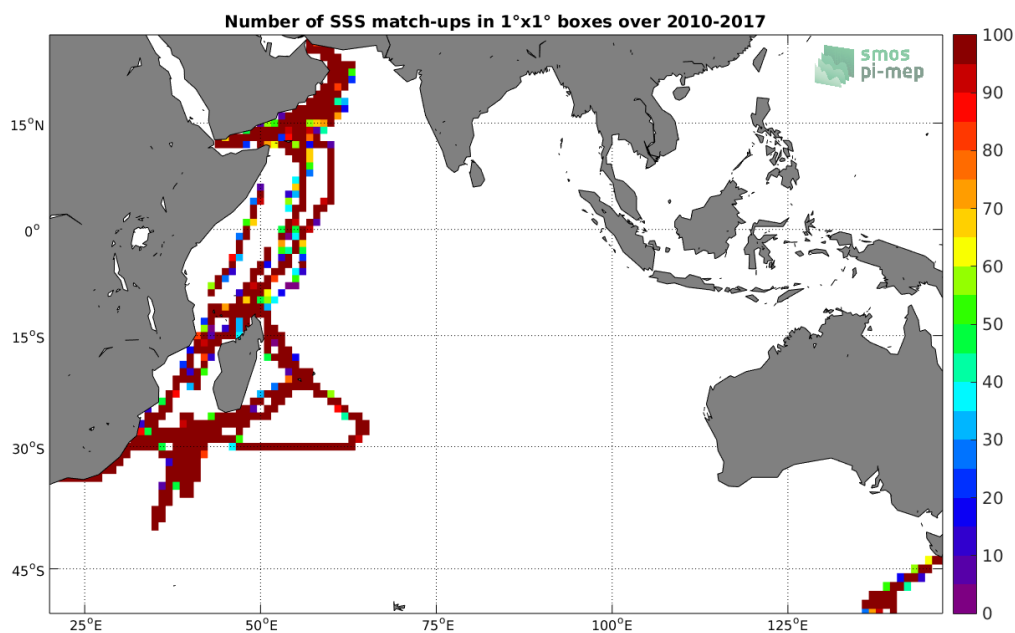 Number of SSS match-ups in 1°x1° boxes over 2010-2017
smos
pi-mep
100
90
80
70
60
50
40
30
20
10
0
15°N
0°
15°S
30°S
45°S
25°E
50°E
75°E
100°E
125°E